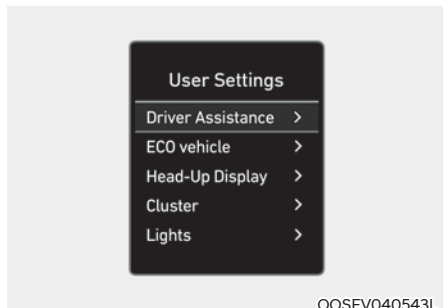 User Settings
Driver Assistance >
ECO vehicle >
Head-Up Display >
Cluster >
Lights >
OOSEV040543L